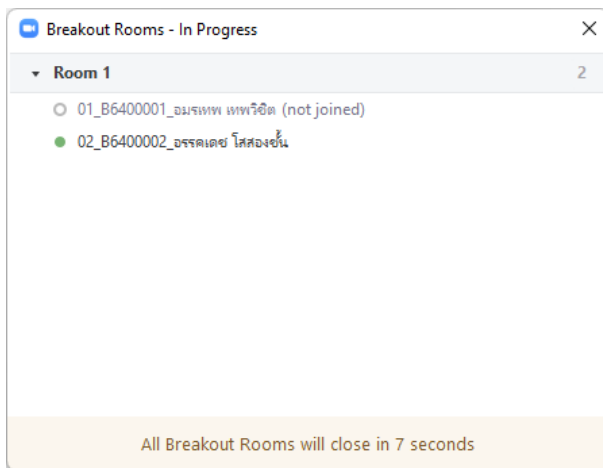 Breakout Rooms - In Progress
Room 1 2
01_B6400001_อมรเทพ เทพวิชิต (not joined)
02_B6400002_อรรคเดช โสสองชั้น
All Breakout Rooms will close in 7 seconds